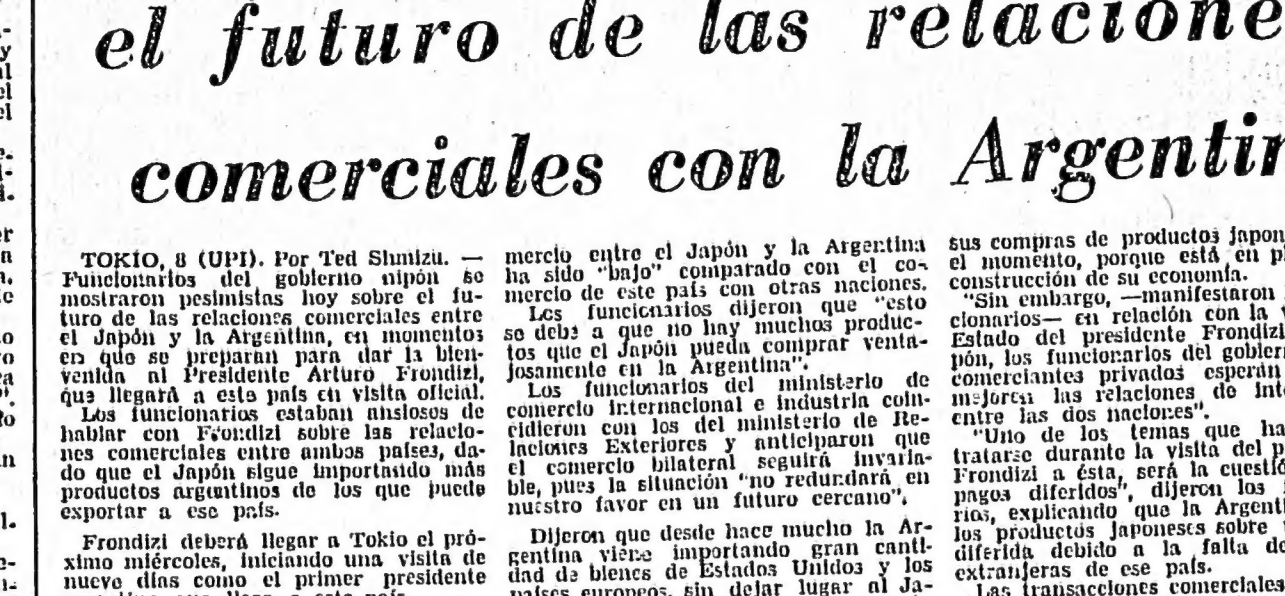 el futuro de las relacione
comerciales con la Argentin
TOKIO, 8 (UPI). Por Ted Shmizu. —
Funcionarios del gobierno nipón se
mostraron pesimistas hoy sobre el fu-
turo de las relaciones comerciales entre
el Japón y la Argentina, en momentos
en que se preparan para dar la bien-
venida al Presidente Arturo Frondizi,
que llegará a este país en visita oficial.
Los funcionarios estaban ansiosos de
hablar con Frondizi sobre las relacio-
nes comerciales entre ambos países, da-
do que el Japón sigue importando más
productos argentinos de los que puede
exportar a ese país.
Frondizi deberá llegar a Tokio el pró-
ximo miércoles, iniciando una visita de
nueve días como el primer presidente
mercio entre el Japón y la Argentina
ha sido "bajo" comparado con el co-
mercio de este país con otras naciones.
Los funcionarios dijeron que "esto
se debe a que no hay muchos produc-
tos que el Japón pueda comprar venta-
josamente en la Argentina".
Los funcionarios del ministerio de
comercio internacional e industria coin-
cidieron con los del ministerio de Re-
laciones Exteriores y anticiparon que
el comercio bilateral seguirá invaria-
ble, pues la situación "no redundará en
nuestro favor en un futuro cercano".
Dijeron que desde hace mucho la Ar-
gentina viene importando gran canti-
dad de bienes de Estados Unidos y los
países europeos, sin dejar lugar al Ja-
sus compras de productos japon
el momento, porque está en pl
construcción de su economía.
"Sin embargo, —manifestaron
cionarios— en relación con la v
Estado del presidente Frondizi
pón, los funcionarios del gobiern
comerciantes privados esperan
mejoren las relaciones de inte
entre las dos naciones".
"Uno de los temas que ha
tratarse durante la visita del p
Frondizi a ésta, será la cuestió
pagos diferidos", dijeron los
rios, explicando que la Argenti
los productos japoneses sobre
diferida debido a la falta de
extranjeras de ese país.
Las transacciones comerciales